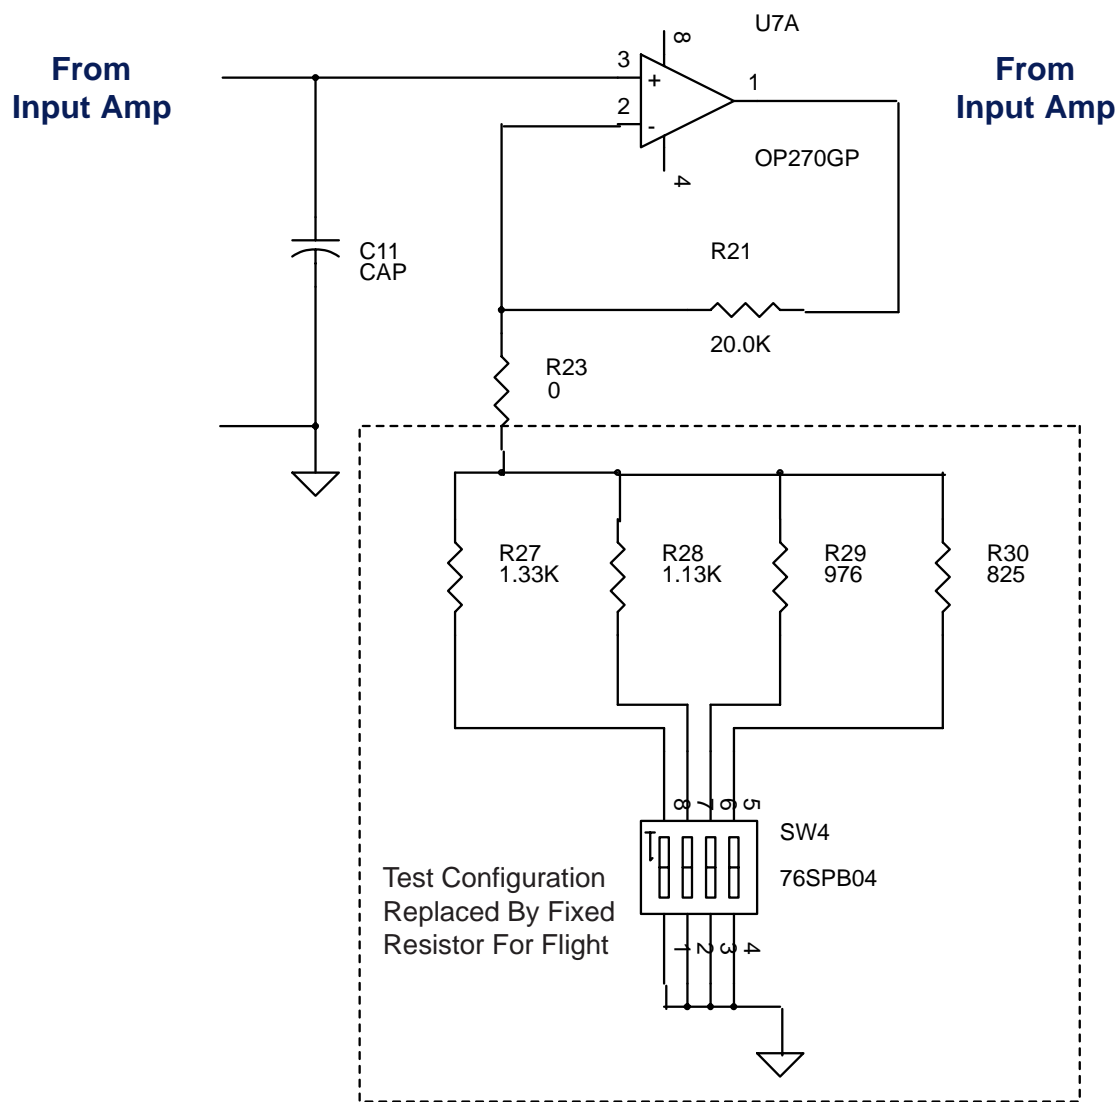 U7A
From
Input Amp
From
Input Amp
8
3
+
1
2
-
OP270GP
4
R21
C11
CAP
20.0K
R23
0
R27
1.33K
R28
1.13K
R29
976
R30
825
8 7 6 5
SW4
76SPB04
1
Test Configuration
Replaced By Fixed
Resistor For Flight
1 2 3 4